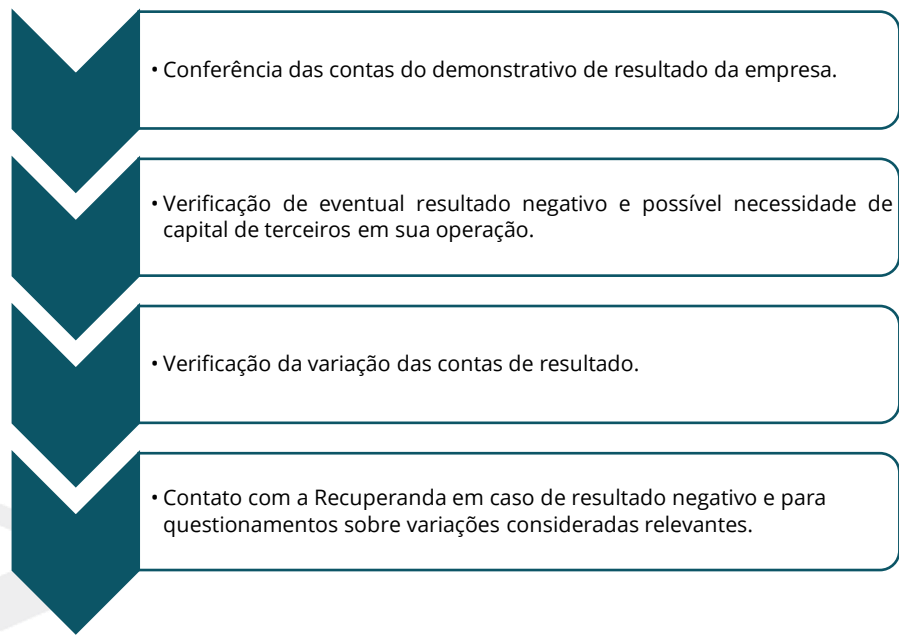 • Conferência das contas do demonstrativo de resultado da empresa.
• Verificação de eventual resultado negativo e possível necessidade de
capital de terceiros em sua operação.
• Verificação da variação das contas de resultado.
• Contato com a Recuperanda em caso de resultado negativo e para
questionamentos sobre variações consideradas relevantes.